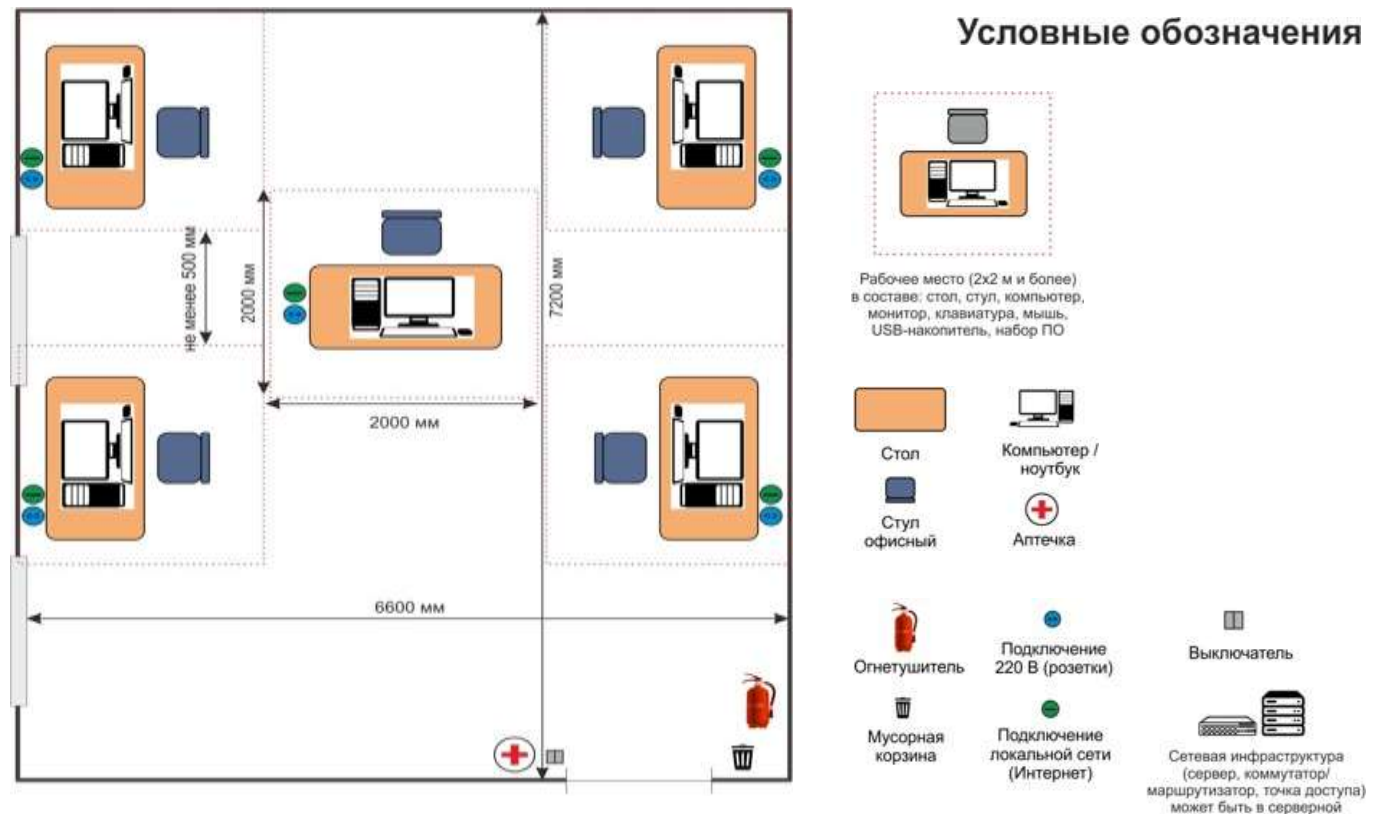 Условные обозначения
не менее 500 мм
2000 мм
7200 мм
2000 мм
6600 мм
Рабочее место (2х2 м и более)
в составе: стол, стул, компьютер,
монитор, клавиатура, мышь,
USB-накопитель, набор ПО
Стол
Компьютер /
ноутбук
Стул
офисный
Аптечка
Огнетушитель
Подключение
220 В (розетки)
Выключатель
Мусорная
корзина
Подключение
локальной сети
(Интернет)
Сетевая инфраструктура
(сервер, коммутатор/
маршрутизатор, точка доступа)
может быть в серверной